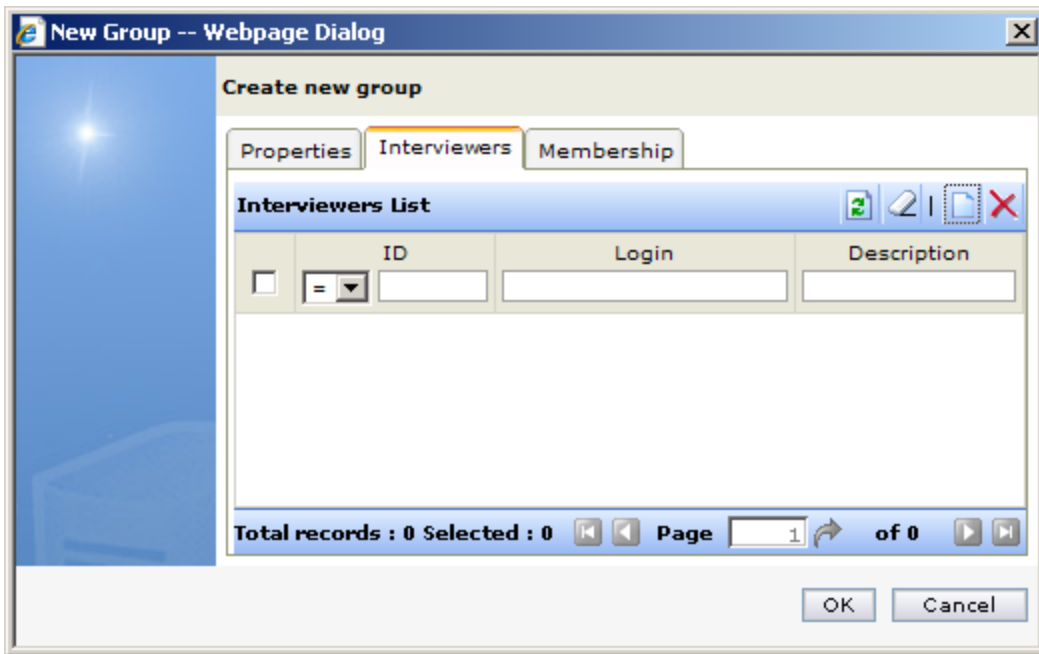 New Group -- Webpage Dialog
Create new group
Properties Interviewers Membership
Interviewers List
ID Login Description
=
Total records : 0 Selected : 0 Page 1 of 0
OK Cancel